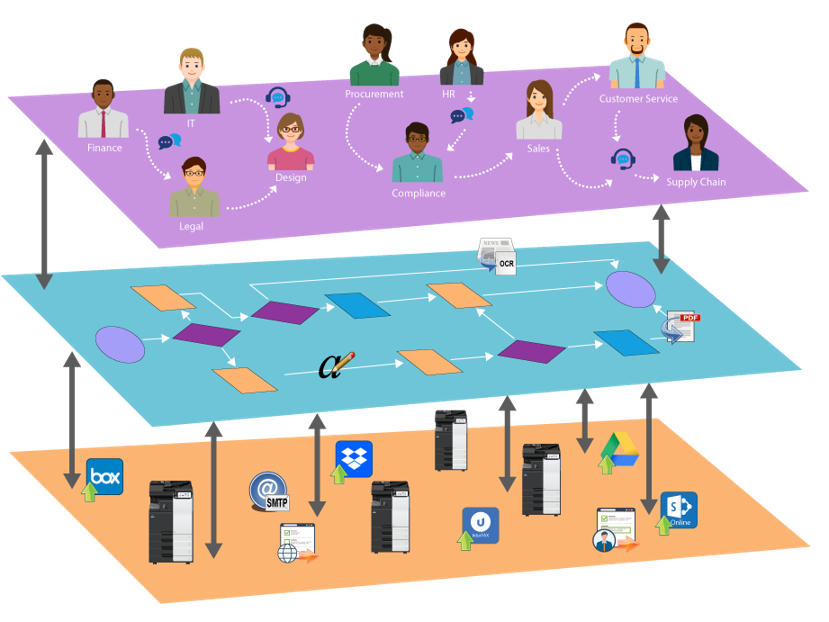 Procurement
HR
Customer Service
Finance
IT
Design
Sales
Legal
Compliance
Supply Chain
NEWS
OCR
PDF
a
box
@
SMTP
U
S
Online